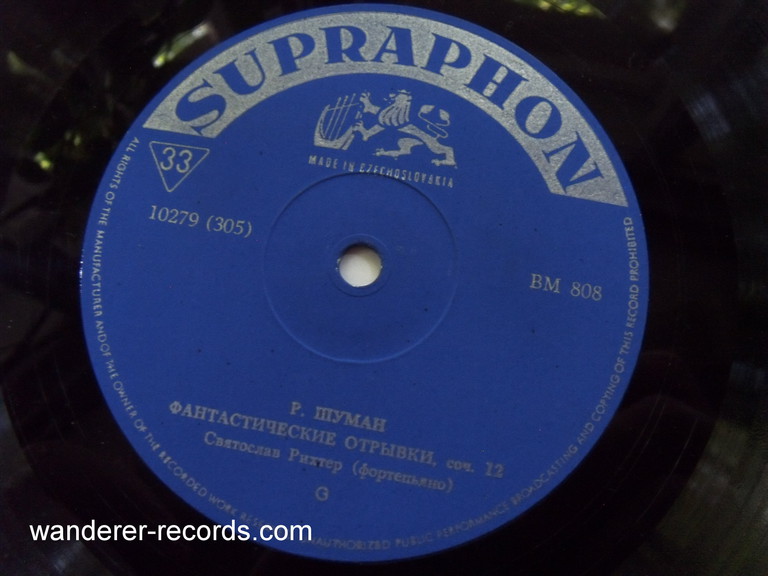 SUPRAPHON
MADE IN CZECHOSLOVAKIA
33
10279 (305)
BM 808
Р. ШУМАН
ФАНТАСТИЧЕСКИЕ ОТРЫВКИ, соч. 12
Святослав Рихтер (фортепьяно)
G
ALL RIGHTS OF THE MANUFACTURER AND OF THE OWNER OF THE RECORDED WORK RESERVED UNAUTHORIZED PUBLIC PERFORMANCE BROADCASTING AND COPYING OF THIS RECORD PROHIBITED
wanderer-records.com